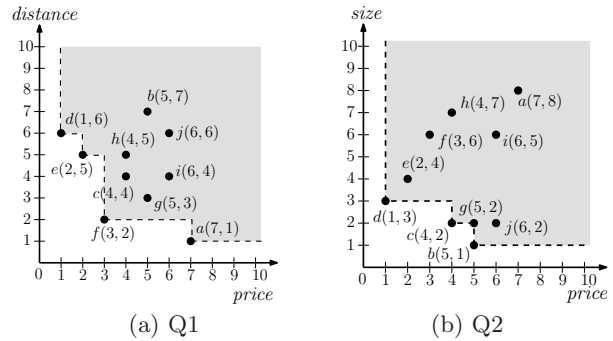 distance
10
9
8
7
6
5
4
3
2
1
0
1 2 3 4 5 6 7 8 9 10
price
b(5,7)
d(1,6)
h(4,5)
j(6,6)
e(2,5)
c(4,4)
i(6,4)
g(5,3)
f(3,2)
a(7,1)
(a) Q1
size
10
9
8
7
6
5
4
3
2
1
0
1 2 3 4 5 6 7 8 9 10
price
h(4,7)
a(7,8)
f(3,6)
i(6,5)
e(2,4)
d(1,3)
g(5,2)
c(4,2)
j(6,2)
b(5,1)
(b) Q2